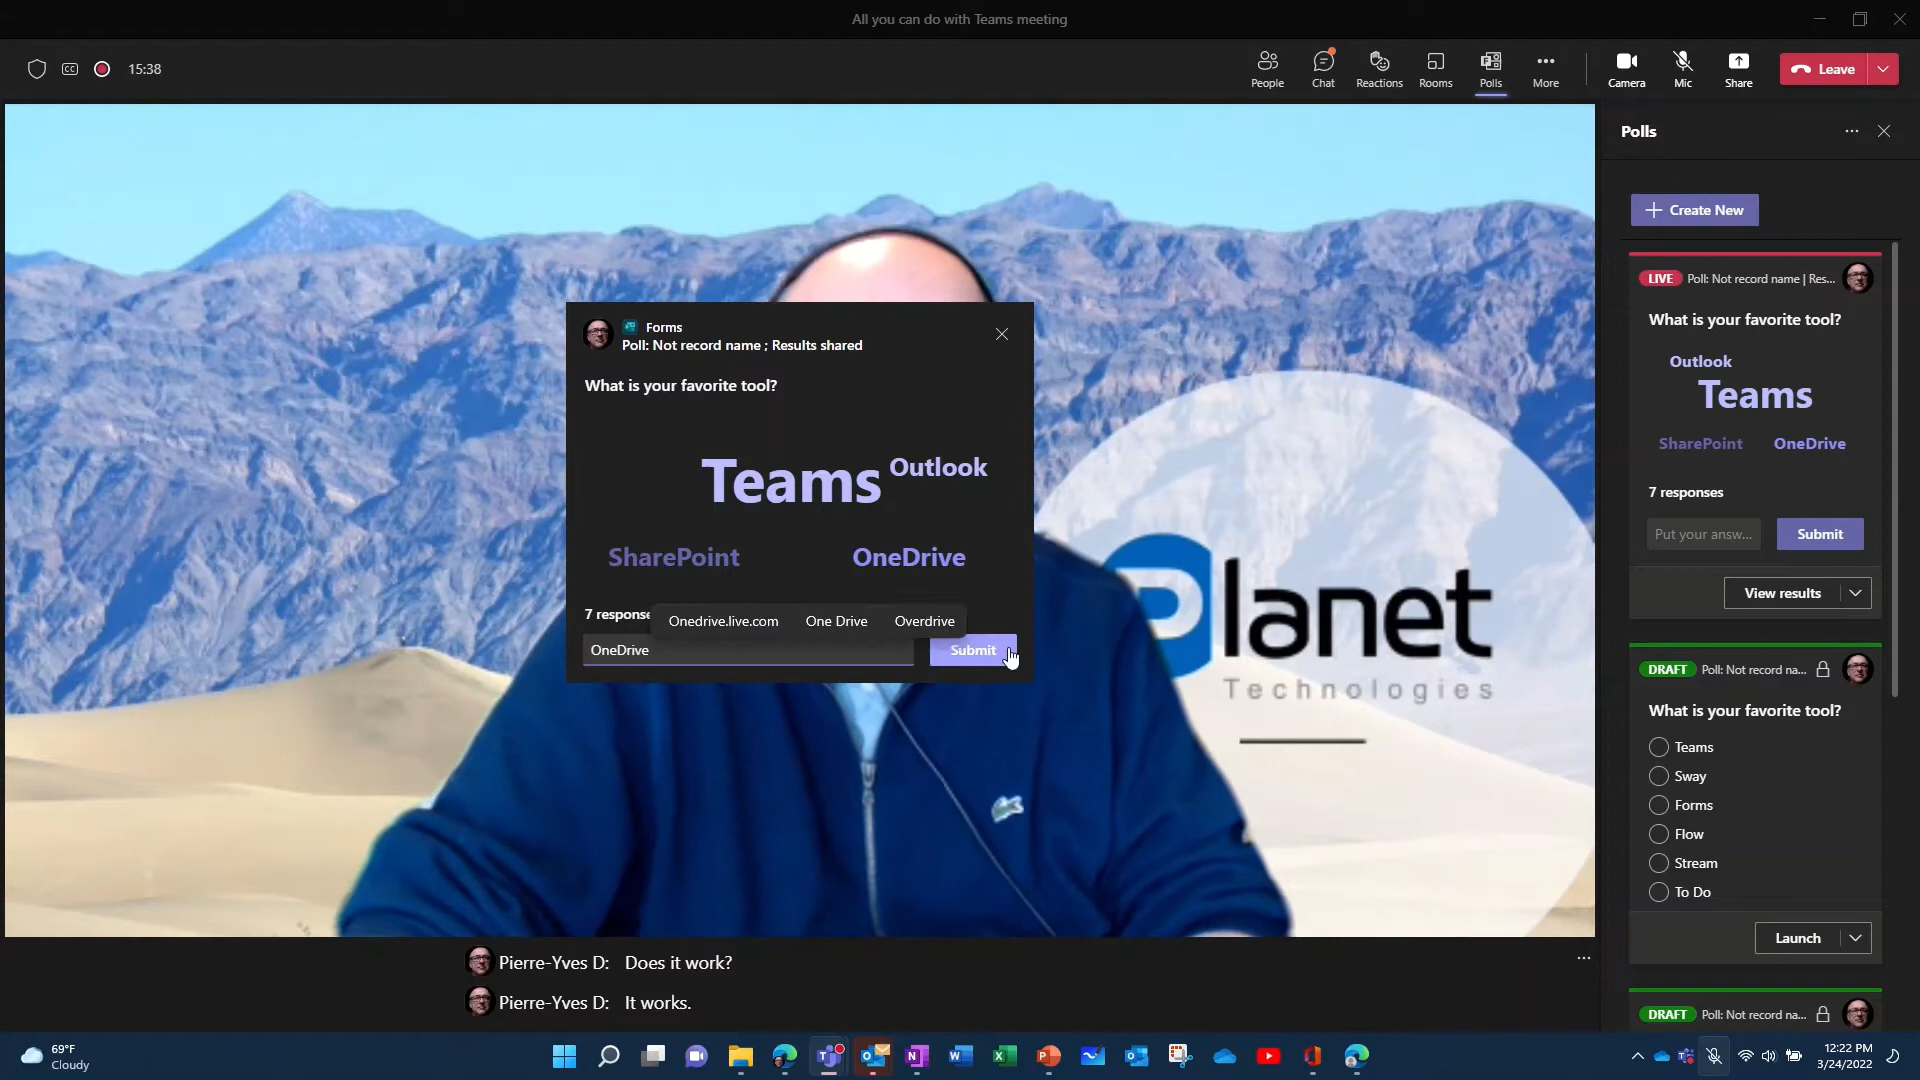 All you can do with Teams meeting
CC
15:38
People
Chat
Reactions
Rooms
Polls
More
Camera
Mic
Share
Leave
Polls
Create New
LIVE Poll: Not record name | Res...
What is your favorite tool?
Outlook
Teams
SharePoint OneDrive
7 responses
Put your answ... Submit
View results
DRAFT Poll: Not record na...
What is your favorite tool?
Teams
Sway
Forms
Flow
Stream
To Do
Launch
DRAFT Poll: Not record na...
Forms
Poll: Not record name ; Results shared
What is your favorite tool?
Teams Outlook
SharePoint OneDrive
7 response
Onedrive.live.com One Drive Overdrive
OneDrive Submit
Planet
Technologies
Pierre-Yves D: Does it work?
Pierre-Yves D: It works.
69°F
Cloudy
12:22 PM
3/24/2022